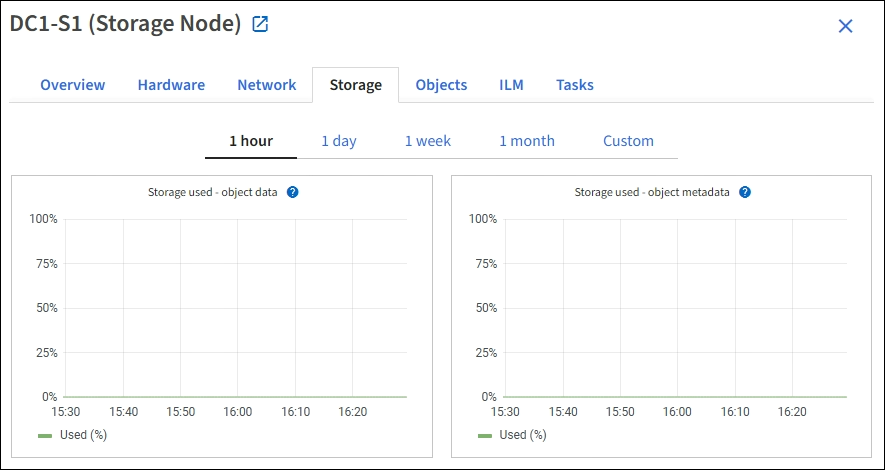 DC1-S1 (Storage Node)
Overview Hardware Network Storage Objects ILM Tasks
1 hour 1 day 1 week 1 month Custom
Storage used - object data ?
100%
75%
50%
25%
0%
15:30 15:40 15:50 16:00 16:10 16:20
Used (%)
Storage used - object metadata ?
100%
75%
50%
25%
0%
15:30 15:40 15:50 16:00 16:10 16:20
Used (%)